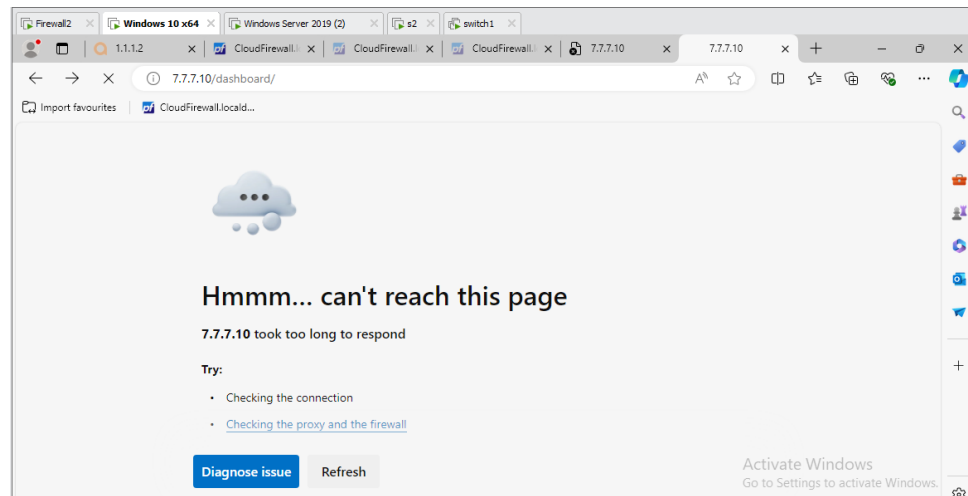 Firewall2 Windows 10 x64 Windows Server 2019 (2) s2 switch1
1.1.1.2 CloudFirewall.l CloudFirewall.l CloudFirewall.l 7.7.7.10 7.7.7.10
7.7.7.10/dashboard/
Import favourites CloudFirewall.locald...
Hmmm... can't reach this page
7.7.7.10 took too long to respond
Try:
• Checking the connection
• Checking the proxy and the firewall
Diagnose issue Refresh
Activate Windows
Go to Settings to activate Windows.